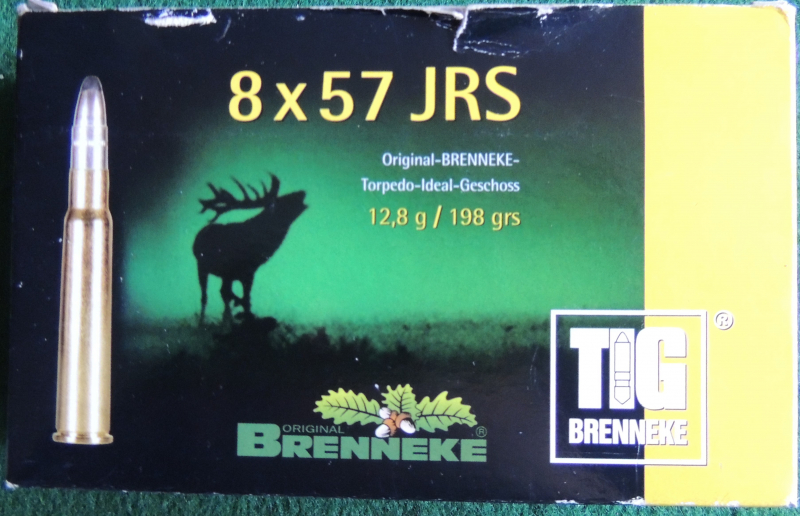 8 x 57 JRS
Original-BRENNEKE-
Torpedo-Ideal-Geschoss
12,8 g / 198 grs
TIG ®
BRENNEKE
ORIGINAL
BRENNEKE ®